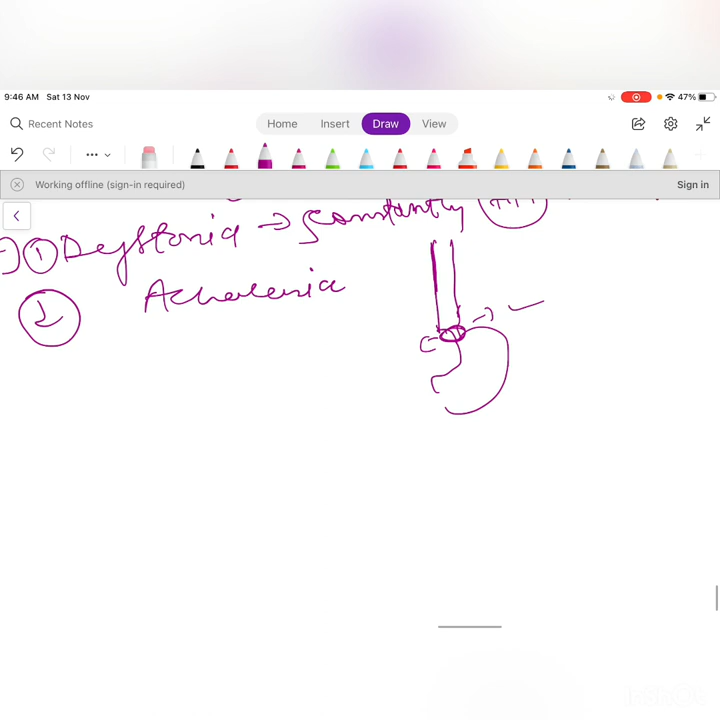 9:46 AM Sat 13 Nov
47%
Recent Notes
Home Insert Draw View
Working offline (sign-in required)
Sign in
① Dystonia → constantly
② Achalasia